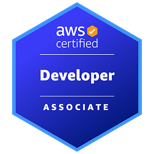 aws
certified
Developer
ASSOCIATE